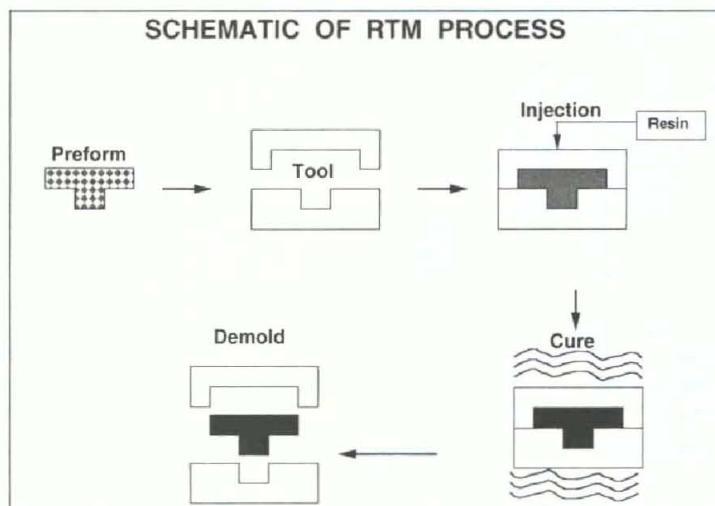 SCHEMATIC OF RTM PROCESS
Injection
Resin
Preform
Tool
Demold
Cure